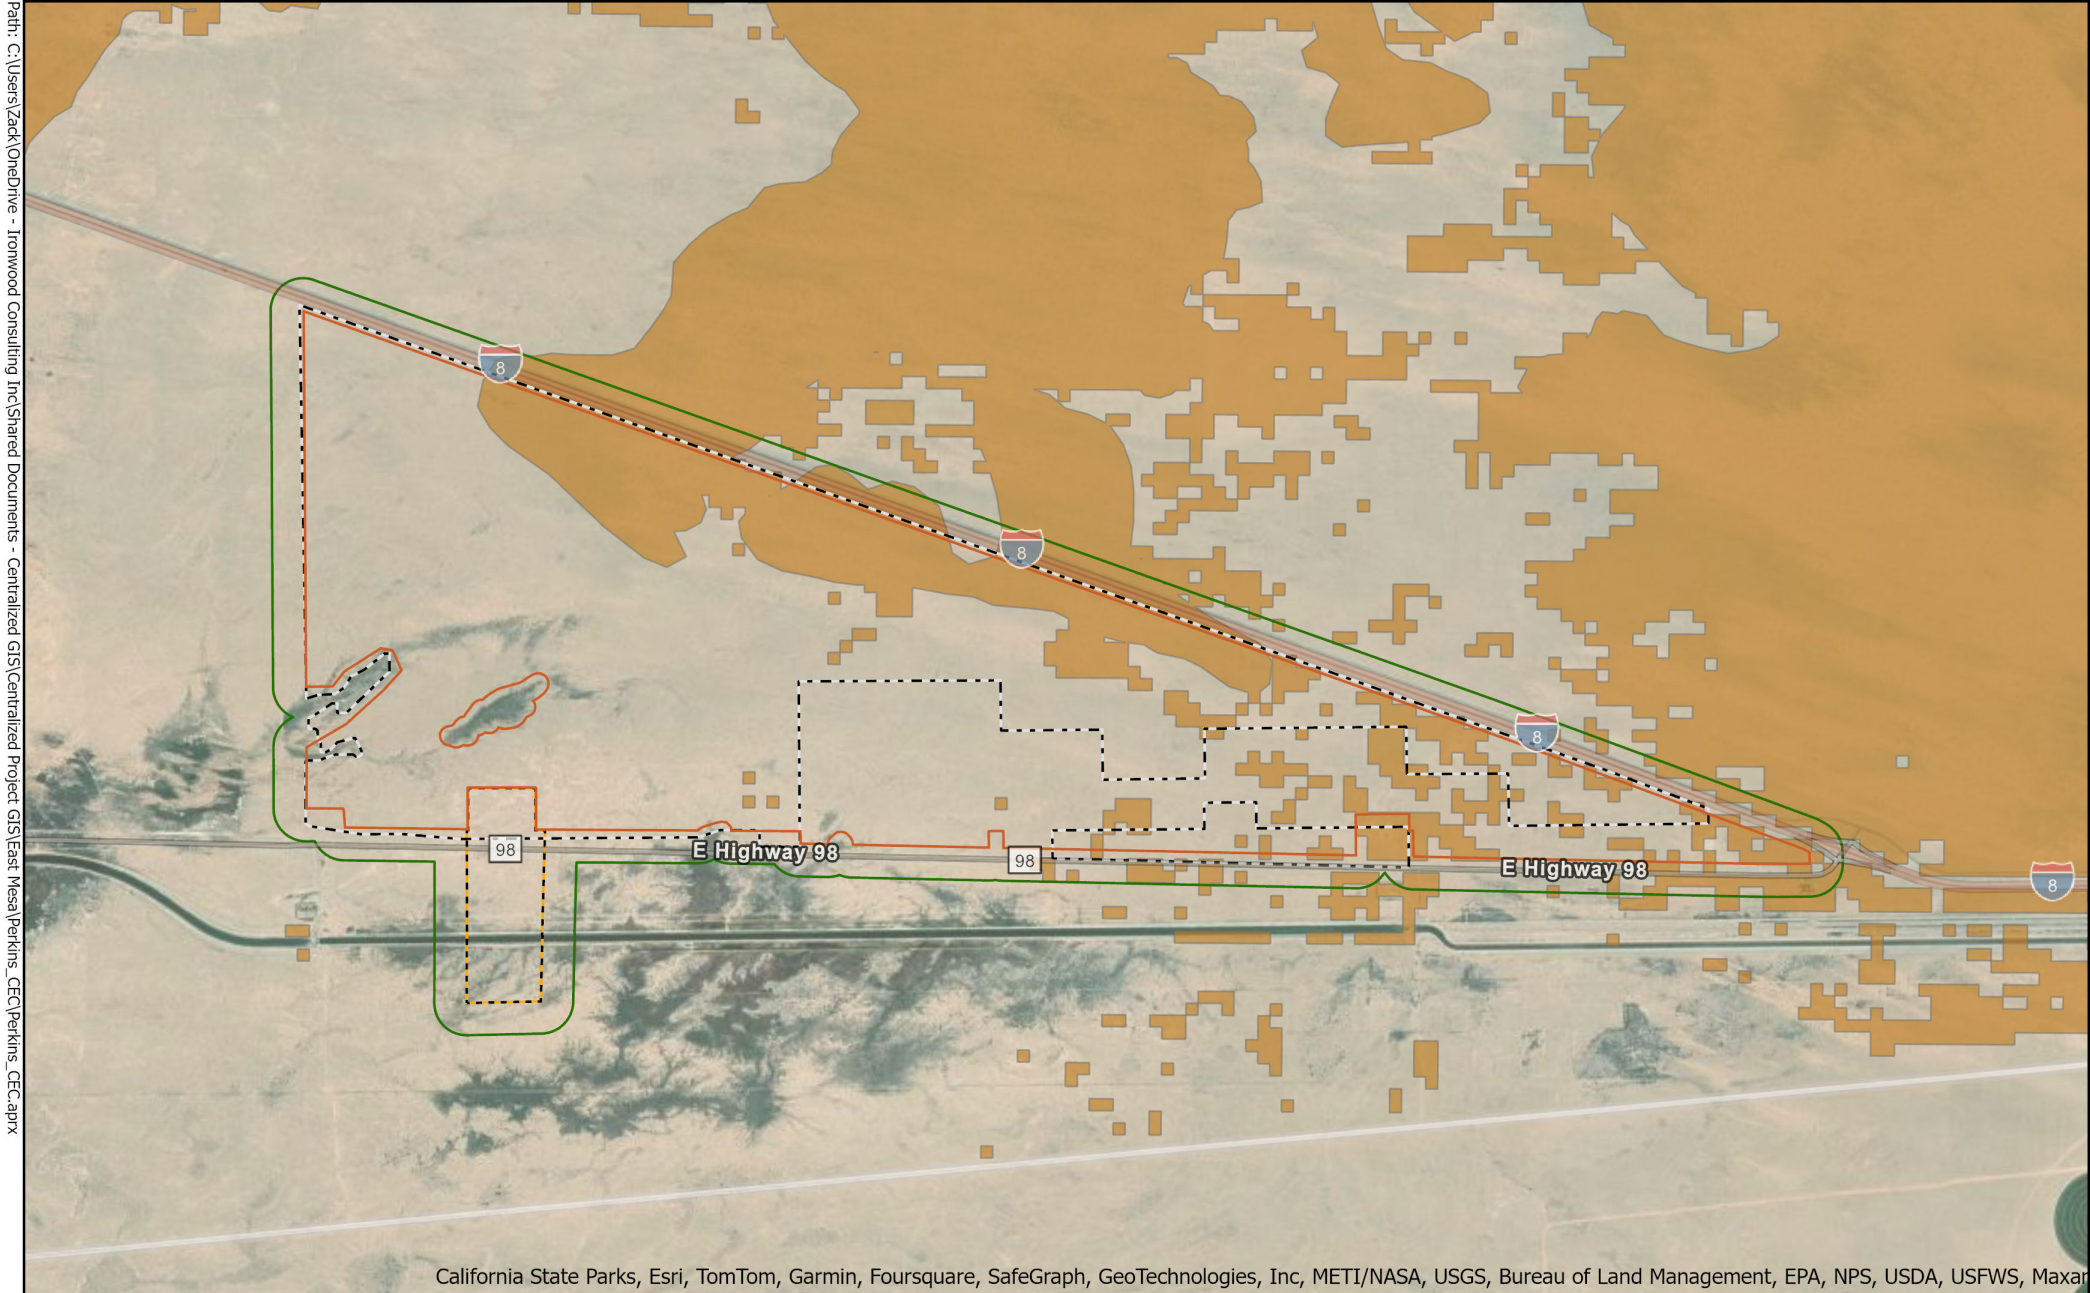 Path: C:\Users\Zack\OneDrive - Ironwood Consulting Inc\Shared Documents - Centralized GIS\Centralized Project GIS\East Mesa\Perkins_CEC\Perkins_CEC.aprx
8
8
8
98
E Highway 98
98
E Highway 98
8
California State Parks, Esri, TomTom, Garmin, Foursquare, SafeGraph, GeoTechnologies, Inc, METI/NASA, USGS, Bureau of Land Management, EPA, NPS, USDA, USFWS, Maxar